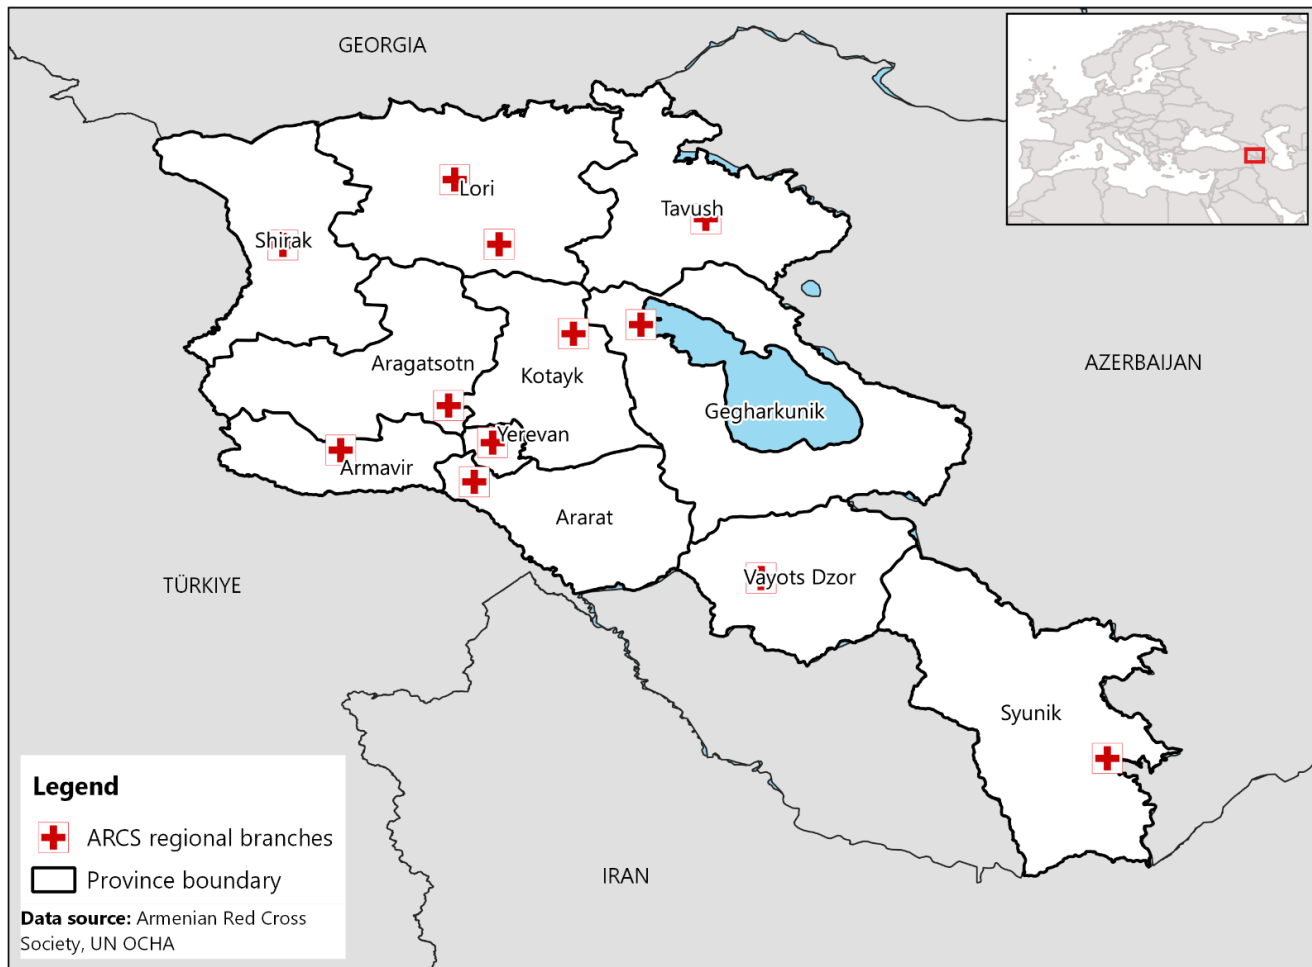 GEORGIA
Lori
Tavush
Shirak
AZERBAIJAN
Aragatsotn
Kotayk
Gegharkunik
Yerevan
Armavir
Ararat
TÜRKIYE
Vayots Dzor
Syunik
IRAN
Legend
ARCS regional branches
Province boundary
Data source: Armenian Red Cross
Society, UN OCHA